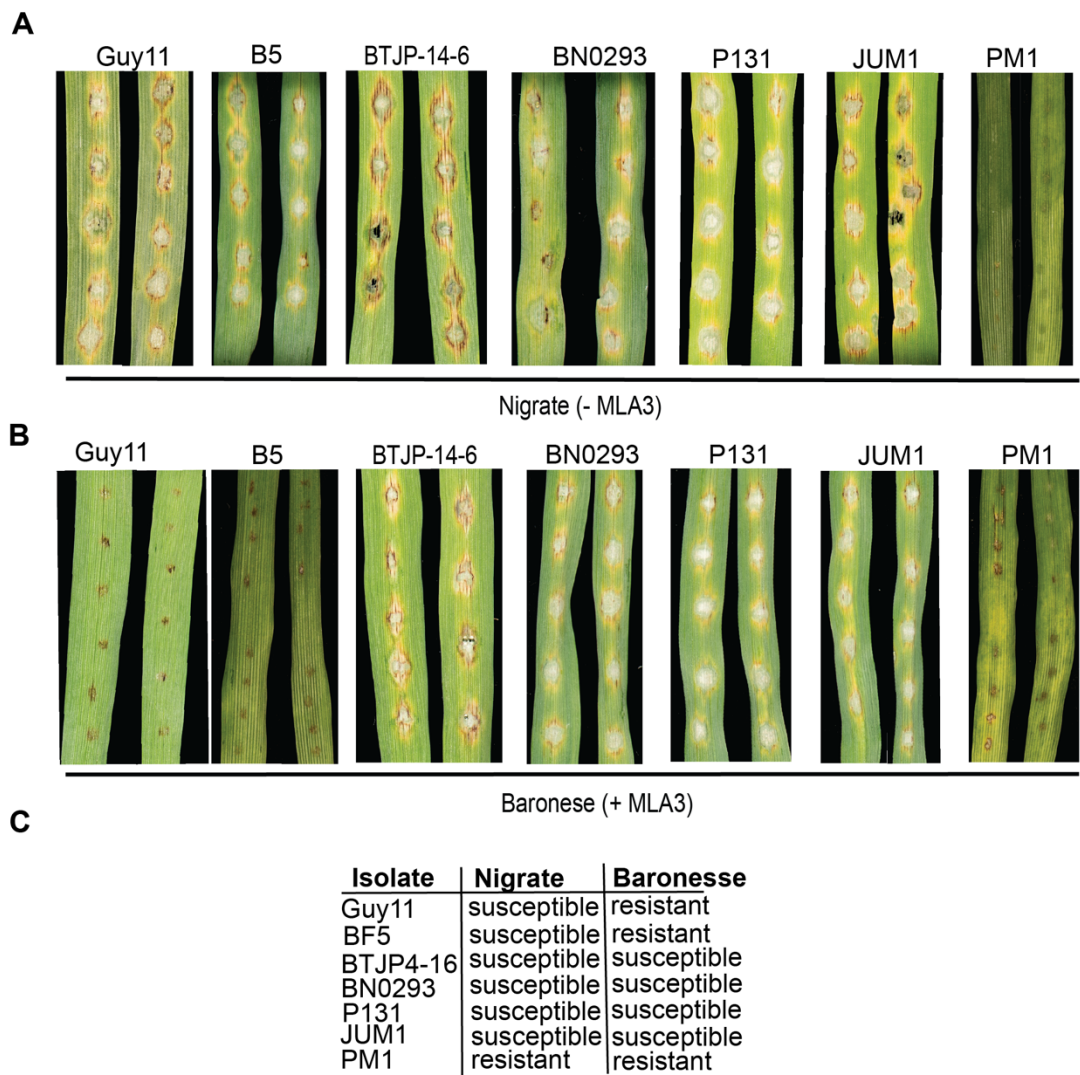 A
Guy11 B5 BTJP-14-6 BN0293 P131 JUM1 PM1
Nigrate (- MLA3)
B
Guy11 B5 BTJP-14-6 BN0293 P131 JUM1 PM1
Baronese (+ MLA3)
C
Isolate Nigrate Baronesse
Guy11 susceptible resistant
BF5 susceptible resistant
BTJP4-16 susceptible susceptible
BN0293 susceptible susceptible
P131 susceptible susceptible
JUM1 susceptible susceptible
PM1 resistant resistant